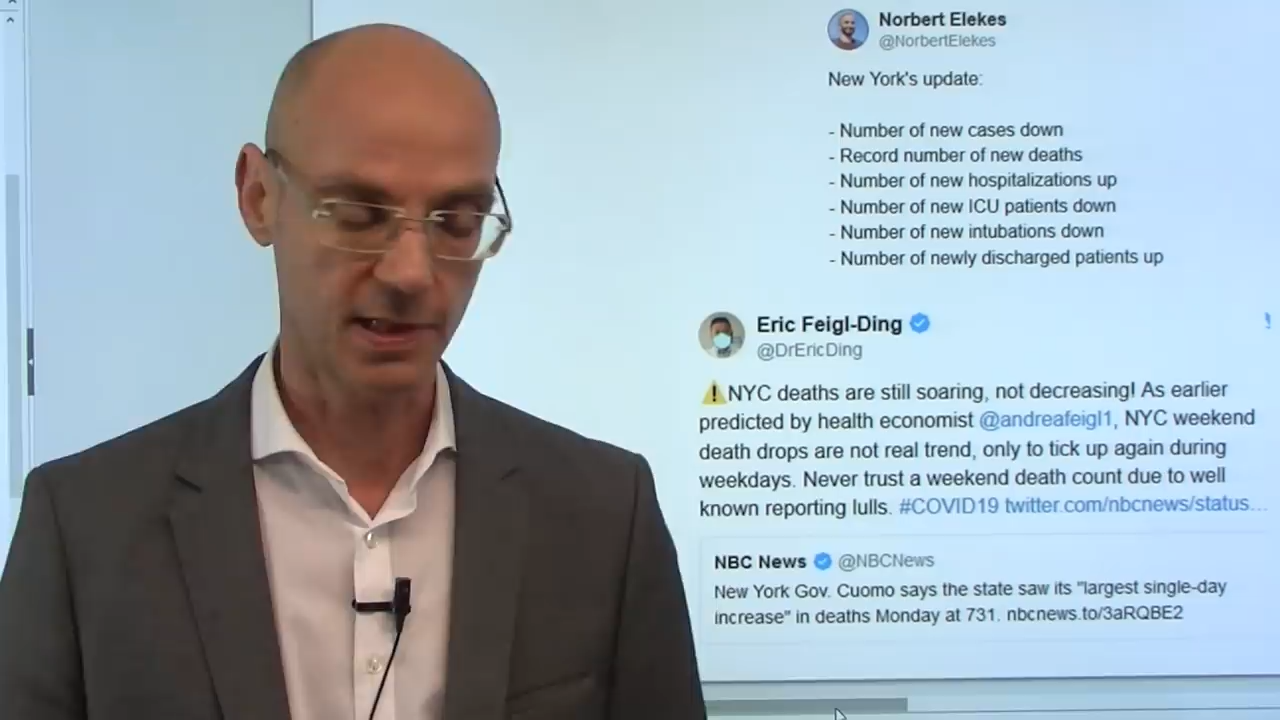 Norbert Elekes
@NorbertElekes
New York's update:
- Number of new cases down
- Record number of new deaths
- Number of new hospitalizations up
- Number of new ICU patients down
- Number of new intubations down
- Number of newly discharged patients up
Eric Feigl-Ding
@DrEricDing
⚠NYC deaths are still soaring, not decreasing! As earlier
predicted by health economist @andreafeigl1, NYC weekend
death drops are not real trend, only to tick up again during
weekdays. Never trust a weekend death count due to well
known reporting lulls. #COVID19 twitter.com/nbcnews/status...
NBC News @NBCNews
New York Gov. Cuomo says the state saw its "largest single-day
increase" in deaths Monday at 731. nbcnews.to/3aRQBE2